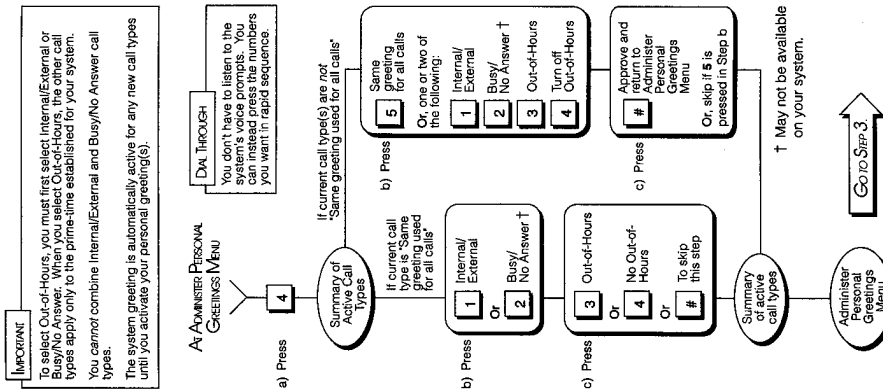 IMPORTANT
To select Out-of-Hours, you must first select Internal/External or
Busy/No Answer. When you select Out-of-Hours, the other call
types apply only to the prime-time established for your system.
You cannot combine Internal/External and Busy/No Answer call
types.
The system greeting is automatically active for any new call types
until you activate your personal greeting(s).
AT ADMINISTER PERSONAL
GREETINGS MENU
DIAL THROUGH
You don't have to listen to the
system's voice prompts. You
can instead press the numbers
you want in rapid sequence.
a) Press
4
Summary of
Active Call
Types
If current call
type is "Same
greeting used
for all calls"
b) Press
1 Internal/
External
Or
2 Busy/
No Answer †
c) Press
3 Out-of-Hours
Or
4 No Out-of-
Hours
Or
# To skip
this step
If current call type(s) are not
"Same greeting used for all calls"
b) Press
5 Same
greeting
for all calls
Or, one or two of
the following:
1 Internal/
External
2 Busy/
No Answer †
3 Out-of-Hours
4 Turn off
Out-of-Hours
c) Press
# Approve and
return to
Administer
Personal
Greetings
Menu
Or, skip if 5 is
pressed in Step b
Summary
of active
call types
Administer
Personal
Greetings
Menu
† May not be available
on your system.
GO TO STEP 3.